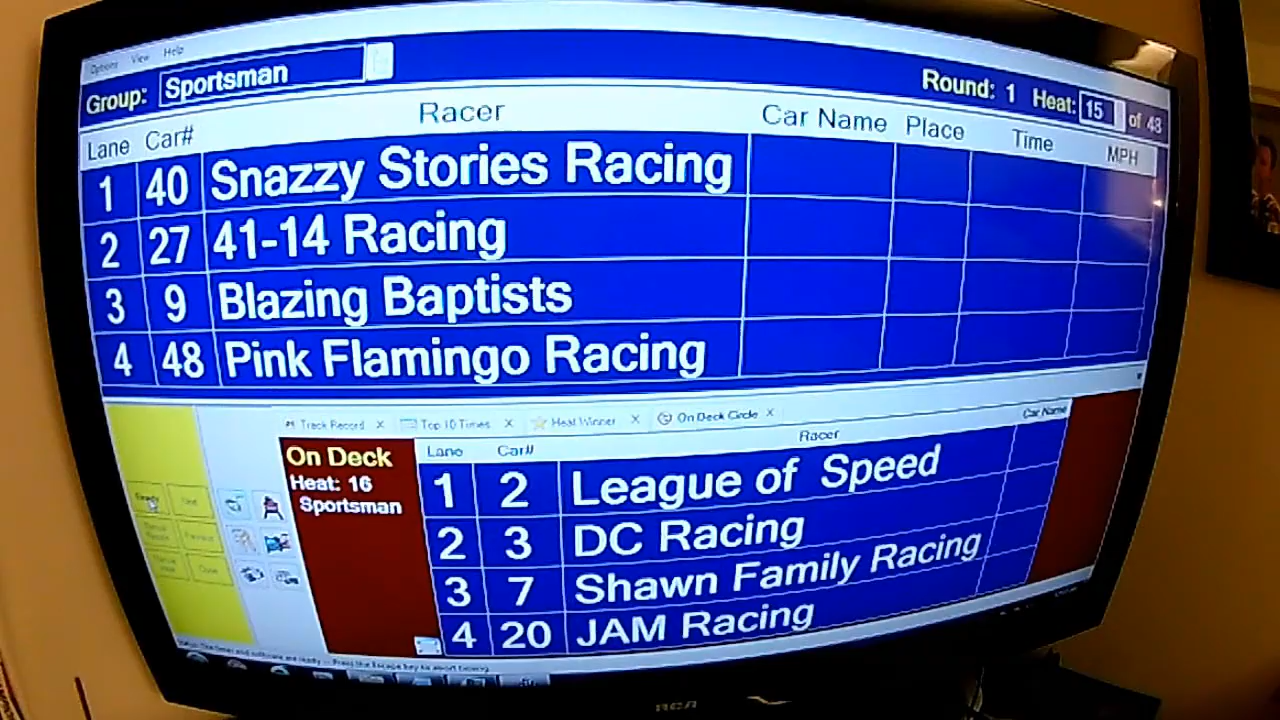 Options View Help
Group: Sportsman Round: 1 Heat: 15 of 48
Lane Car# Racer Car Name Place Time MPH
1 40 Snazzy Stories Racing
2 27 41-14 Racing
3 9 Blazing Baptists
4 48 Pink Flamingo Racing
Track Record Top 10 Times Heat Winner On Deck Circle
On Deck
Heat: 16
Sportsman
Lane Car# Racer Car Name
1 2 League of Speed
2 3 DC Racing
3 7 Shawn Family Racing
4 20 JAM Racing
RCA